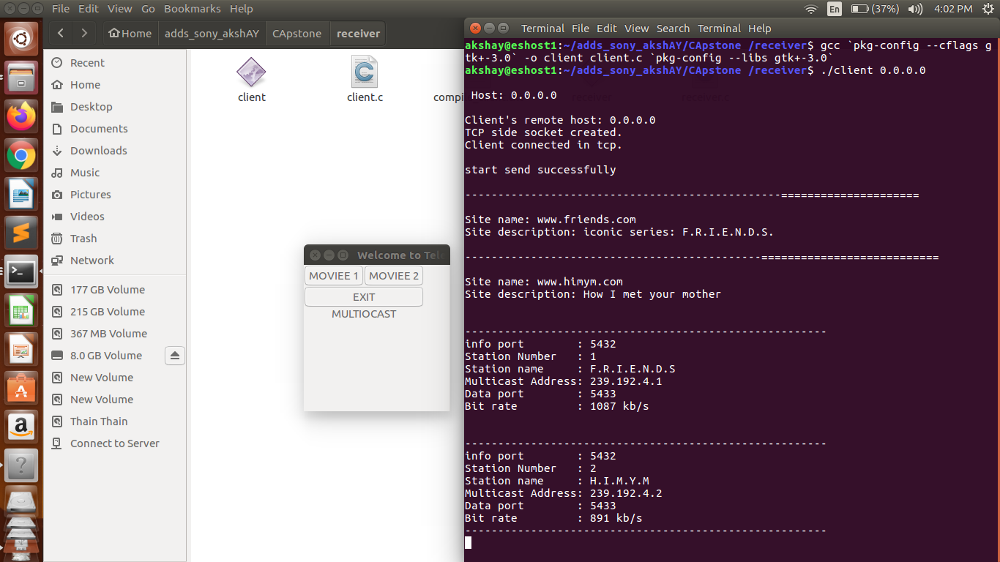 File Edit View Go Bookmarks Help
En (37%) 4:02 PM
Home adds_sony_akshAY CApstone receiver
Recent
Home
Desktop
Documents
Downloads
Music
Pictures
Videos
Trash
Network
177 GB Volume
215 GB Volume
367 MB Volume
8.0 GB Volume
New Volume
New Volume
Thain Thain
Connect to Server
client
client.c
compi
Welcome to Tel
MOVIEE 1 MOVIEE 2
EXIT
MULTIOCAST
Terminal File Edit View Search Terminal Help
akshay@eshost1:~/adds_sony_akshAY/CApstone /receiver$ gcc `pkg-config --cflags g
tk+-3.0` -o client client.c `pkg-config --libs gtk+-3.0`
akshay@eshost1:~/adds_sony_akshAY/CApstone /receiver$ ./client 0.0.0.0
Host: 0.0.0.0
Client's remote host: 0.0.0.0
TCP side socket created.
Client connected in tcp.
start send successfully
------------------------------------------------=====================
Site name: www.friends.com
Site description: iconic series: F.R.I.E.N.D.S.
---------------------------------------------===========================
Site name: www.himym.com
Site description: How I met your mother
-------------------------------------------------------
info port : 5432
Station Number : 1
Station name : F.R.I.E.N.D.S
Multicast Address: 239.192.4.1
Data port : 5433
Bit rate : 1087 kb/s
-------------------------------------------------------
info port : 5432
Station Number : 2
Station name : H.I.M.Y.M
Multicast Address: 239.192.4.2
Data port : 5433
Bit rate : 891 kb/s
-------------------------------------------------------